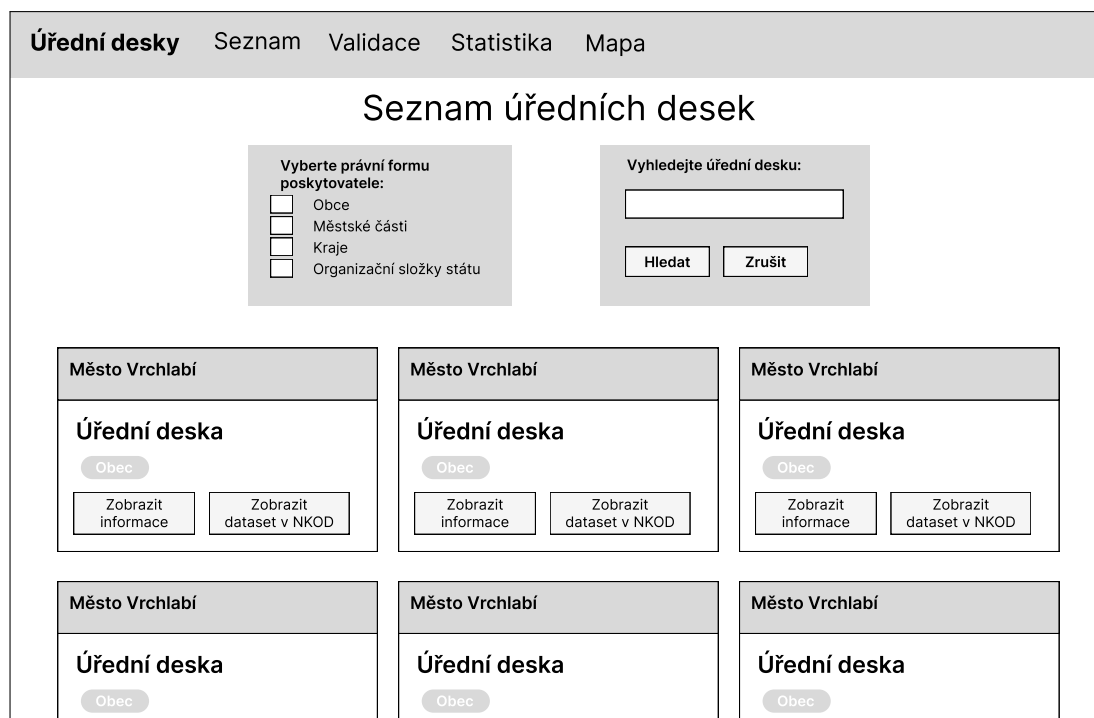 Úřední desky Seznam Validace Statistika Mapa
Seznam úředních desek
Vyberte právní formu
poskytovatele:
Obce
Městské části
Kraje
Organizační složky státu
Vyhledejte úřední desku:
Hledat Zrušit
Město Vrchlabí
Úřední deska
Obec
Zobrazit
informace
Zobrazit
dataset v NKOD
Město Vrchlabí
Úřední deska
Obec
Zobrazit
informace
Zobrazit
dataset v NKOD
Město Vrchlabí
Úřední deska
Obec
Zobrazit
informace
Zobrazit
dataset v NKOD
Město Vrchlabí
Úřední deska
Obec
Město Vrchlabí
Úřední deska
Obec
Město Vrchlabí
Úřední deska
Obec